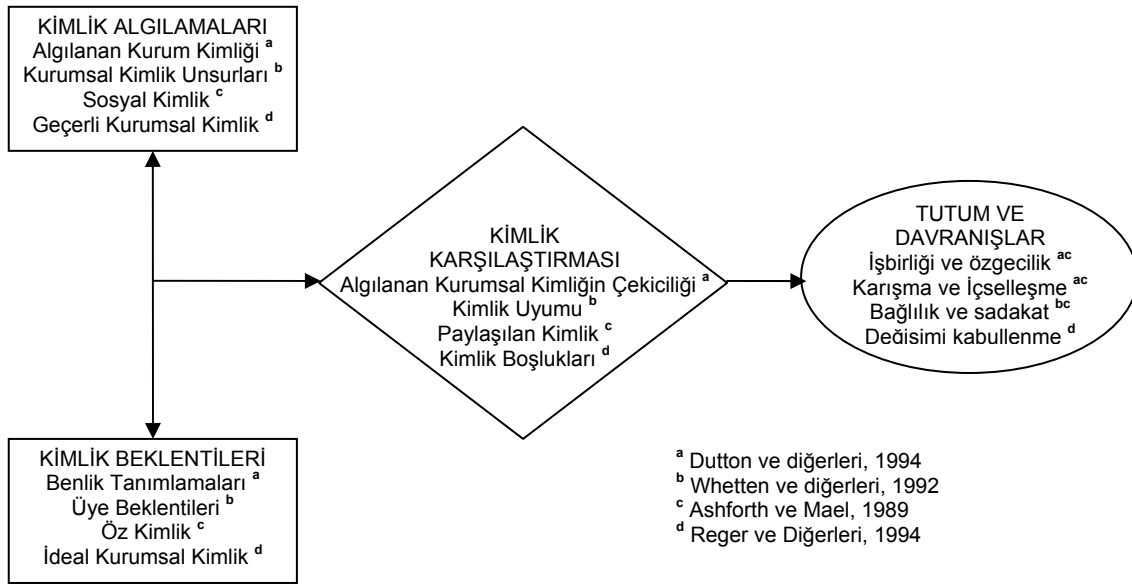 KİMLİK ALGILAMALARI
Algılanan Kurum Kimliği ª
Kurumsal Kimlik Unsurları ᵇ
Sosyal Kimlik ᶜ
Geçerli Kurumsal Kimlik ᵈ
KİMLİK
KARŞILAŞTIRMASI
Algılanan Kurumsal Kimliğin Çekiciliği ª
Kimlik Uyumu ᵇ
Paylaşılan Kimlik ᶜ
Kimlik Boşlukları ᵈ
TUTUM VE
DAVRANIŞLAR
İşbirliği ve özgecilik ᵃᶜ
Karışma ve İçselleşme ᵃᶜ
Bağlılık ve sadakat ᵇᶜ
Değisimi kabullenme ᵈ
KİMLİK BEKLENTİLERİ
Benlik Tanımlamaları ª
Üye Beklentileri ᵇ
Öz Kimlik ᶜ
İdeal Kurumsal Kimlik ᵈ
ª Dutton ve diğerleri, 1994
ᵇ Whetten ve diğerleri, 1992
ᶜ Ashforth ve Mael, 1989
ᵈ Reger ve Diğerleri, 1994